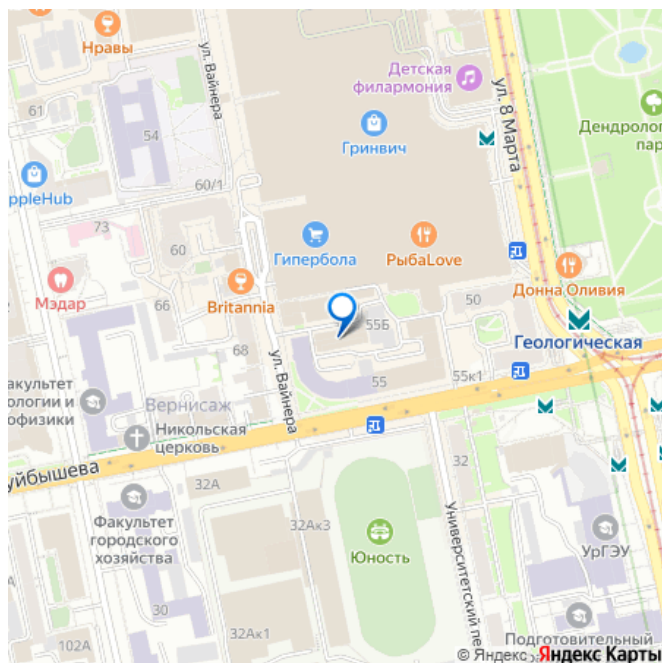 Нравы
ул. Вайнера
Детская
филармония
ул. 8 Марта
61
54
Гринвич
Дендроло
пар
ppleHub
60/1
73
60
Гипербола
РыбаLove
Мэдар
Britannia
Донна Оливия
66
50
55Б
Геологическая
68
ул. Вайнера
55
55к1
акультет
ологии и
офизики
Вернисаж
Никольская
церковь
уйбышева
32А
32
Факультет
городского
хозяйства
32Ак3
Юность
Университетский пе
УрГЭУ
30
32Ак1
102А
Подготовительный
© Яндекс Яндекс Карты